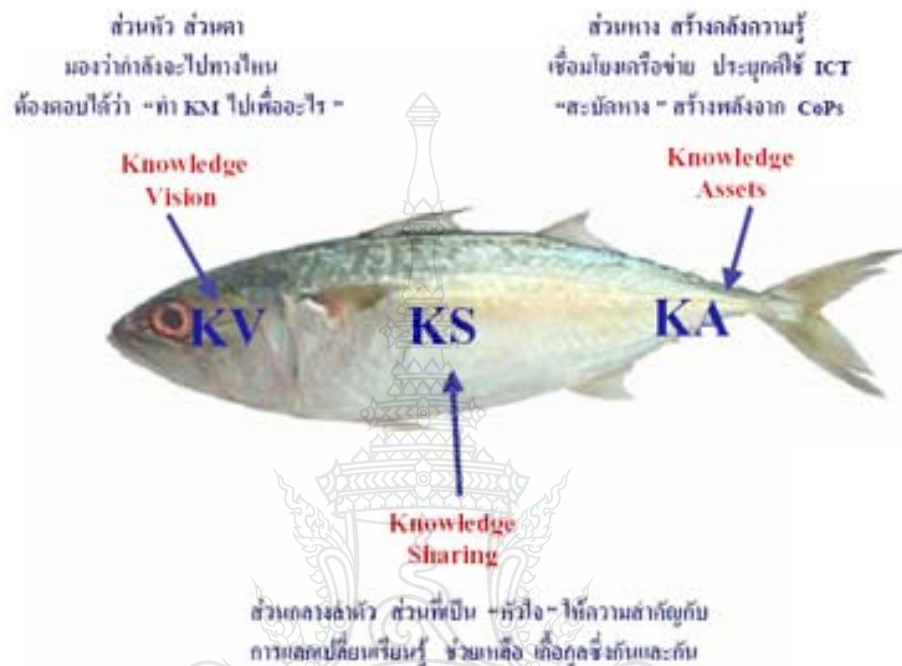 ส่วนหัว ส่วนตา
มองว่ากำลังจะไปทางไหน
ต้องตอบได้ว่า "ทำ KM ไปเพื่ออะไร"
Knowledge
Vision
ส่วนหาง สร้างคลังความรู้
เชื่อมโยงเครือข่าย ประยุกต์ใช้ ICT
"สะบัดหาง" สร้างพลังจาก CoPs
Knowledge
Assets
KV
KS
KA
Knowledge
Sharing
ส่วนกลางลำตัว ส่วนที่เป็น "หัวใจ" ให้ความสำคัญกับ
การแลกเปลี่ยนเรียนรู้ ช่วยเหลือ เกื้อกูลซึ่งกันและกัน